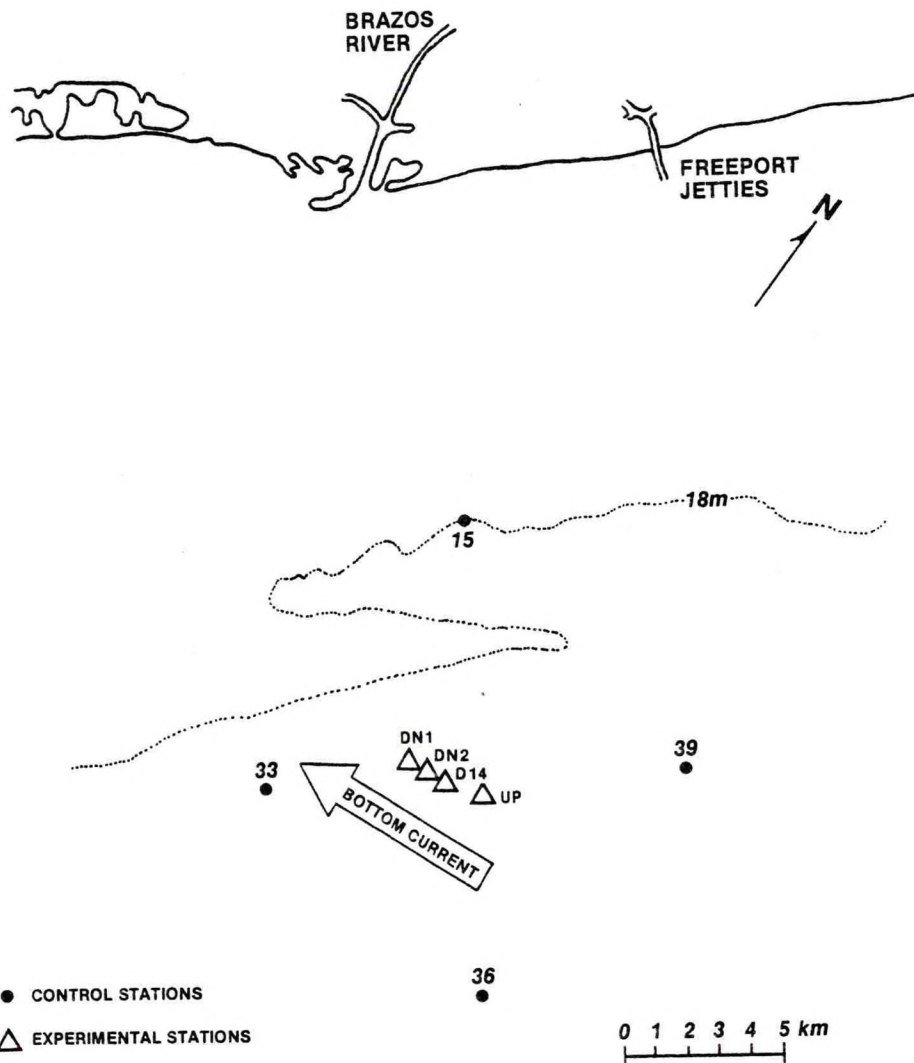 BRAZOS
RIVER
FREEPORT
JETTIES
N
18m
15
DN1
DN2
D14
UP
39
33
BOTTOM CURRENT
36
CONTROL STATIONS
EXPERIMENTAL STATIONS
0 1 2 3 4 5 km